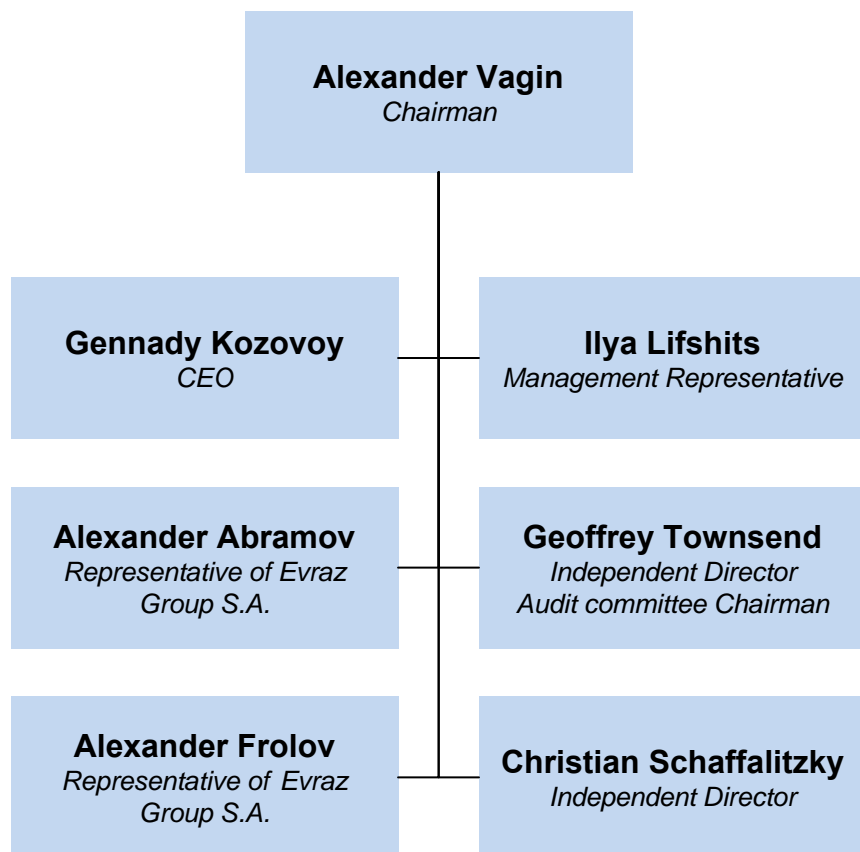 Alexander Vagin
Chairman
Gennady Kozovoy
CEO
Ilya Lifshits
Management Representative
Alexander Abramov
Representative of Evraz
Group S.A.
Geoffrey Townsend
Independent Director
Audit committee Chairman
Alexander Frolov
Representative of Evraz
Group S.A.
Christian Schaffalitzky
Independent Director